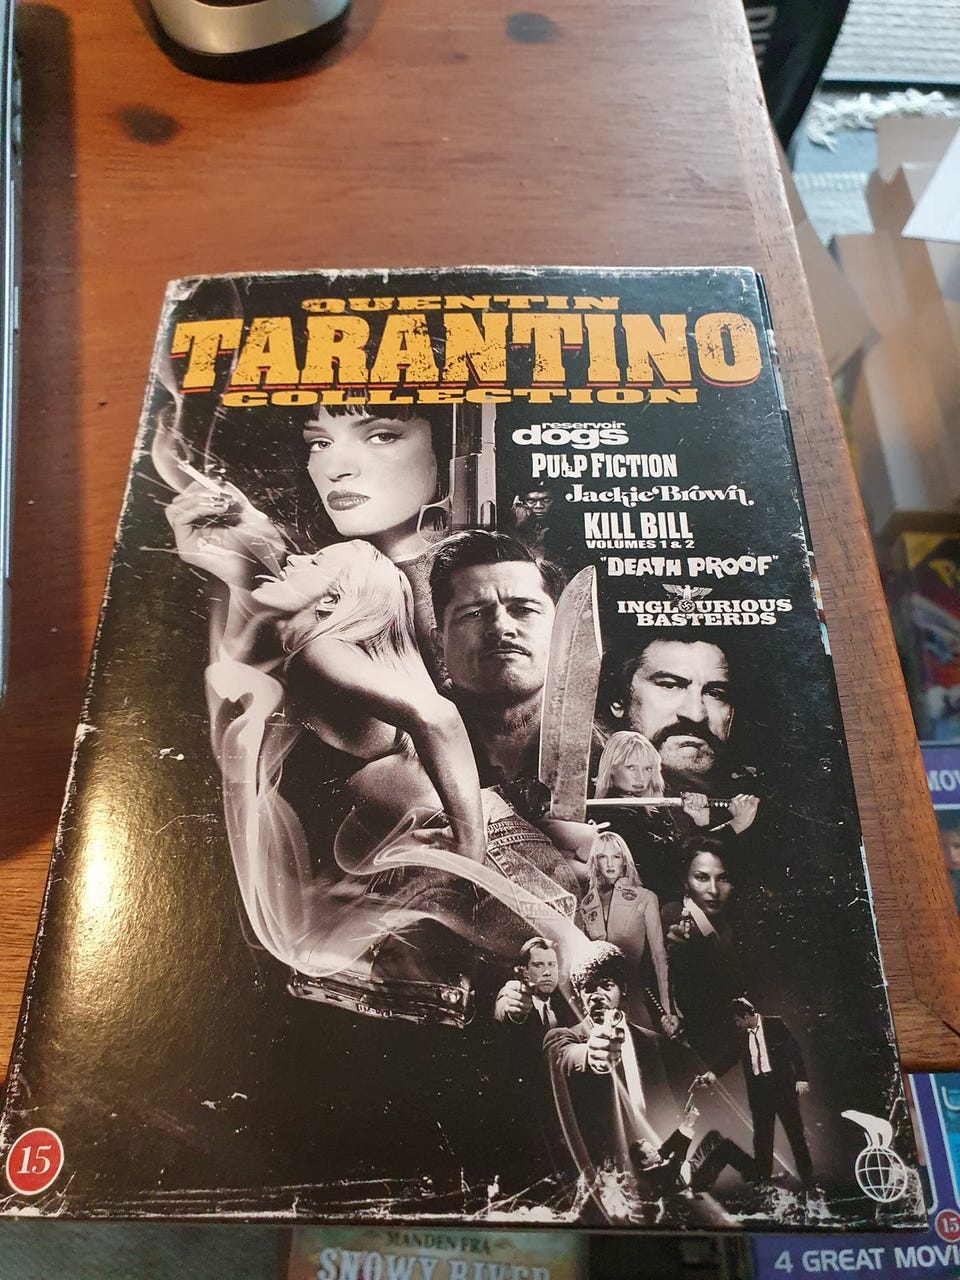 QUENTIN
TARANTINO
COLLECTION
reservoir
dogs
PULP FICTION
Jackie Brown
KILL BILL
VOLUMES 1 & 2
"DEATH PROOF"
INGLOURIOUS
BASTERDS
15
15
MANDEN FRA
SNOWY RIVER
4 GREAT MOVI